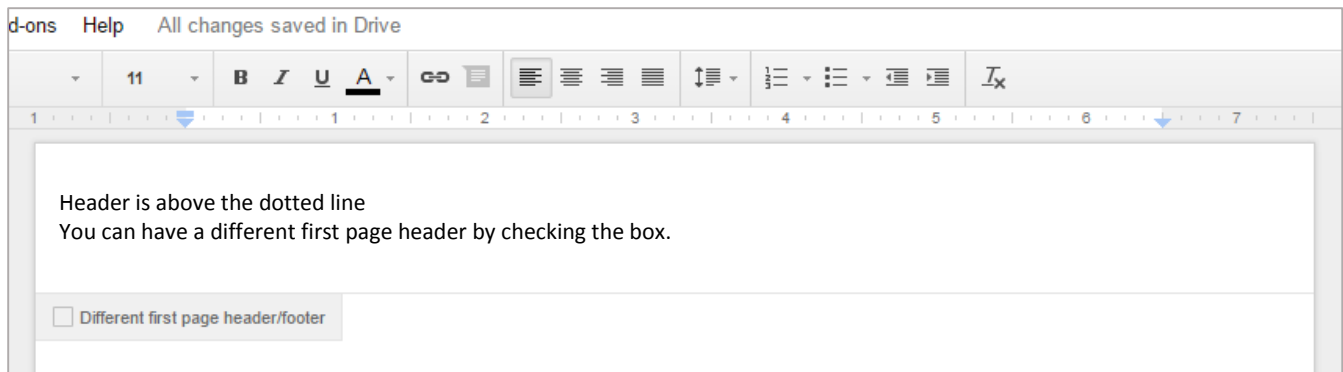 d-ons Help All changes saved in Drive
11 B I U A
1 1 2 3 4 5 6 7
Header is above the dotted line
You can have a different first page header by checking the box.
Different first page header/footer